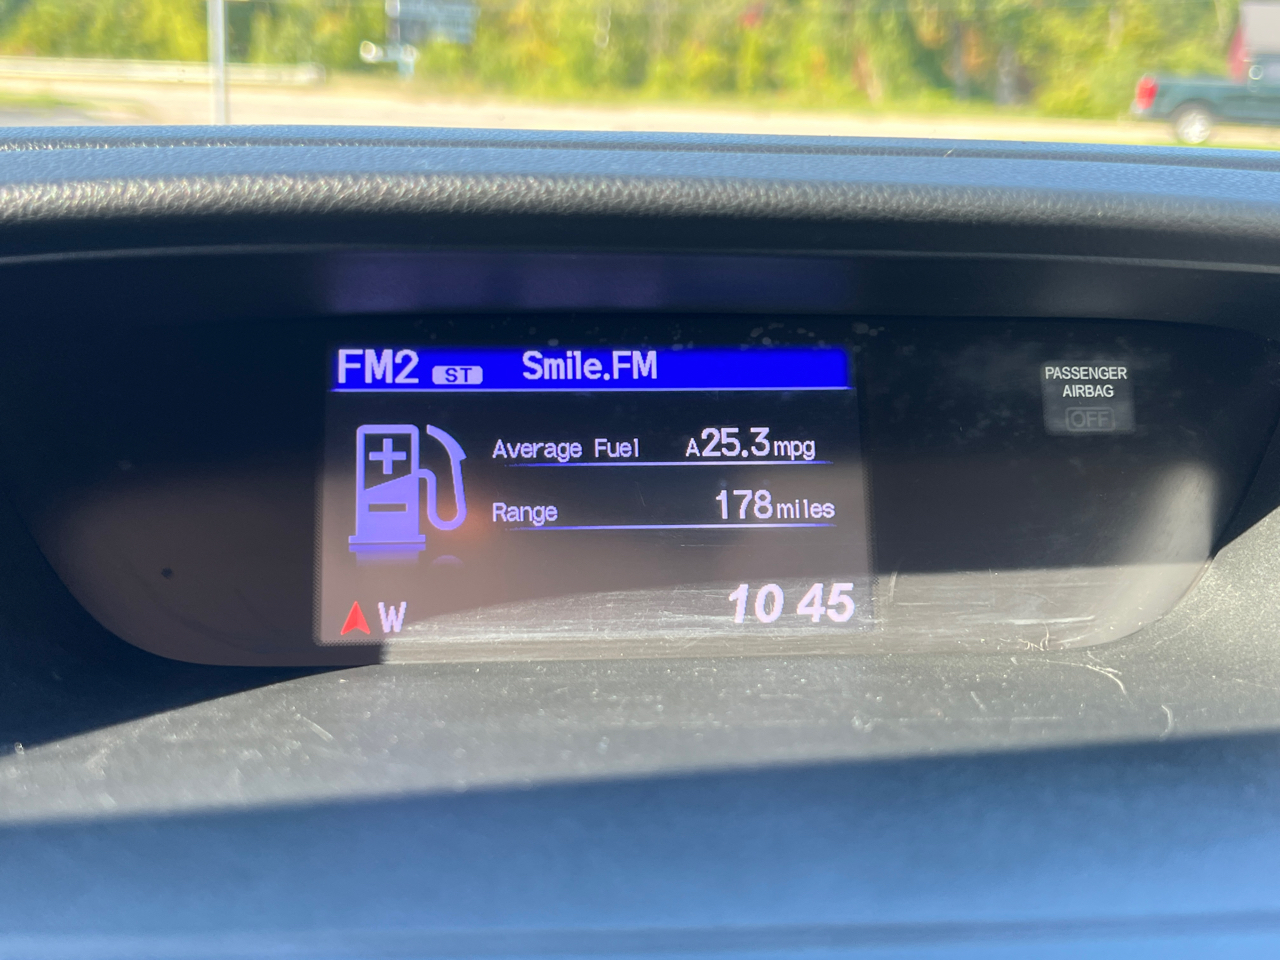 FM2 ST Smile.FM
PASSENGER
AIRBAG
OFF
Average Fuel A25.3mpg
Range 178miles
W 10 45